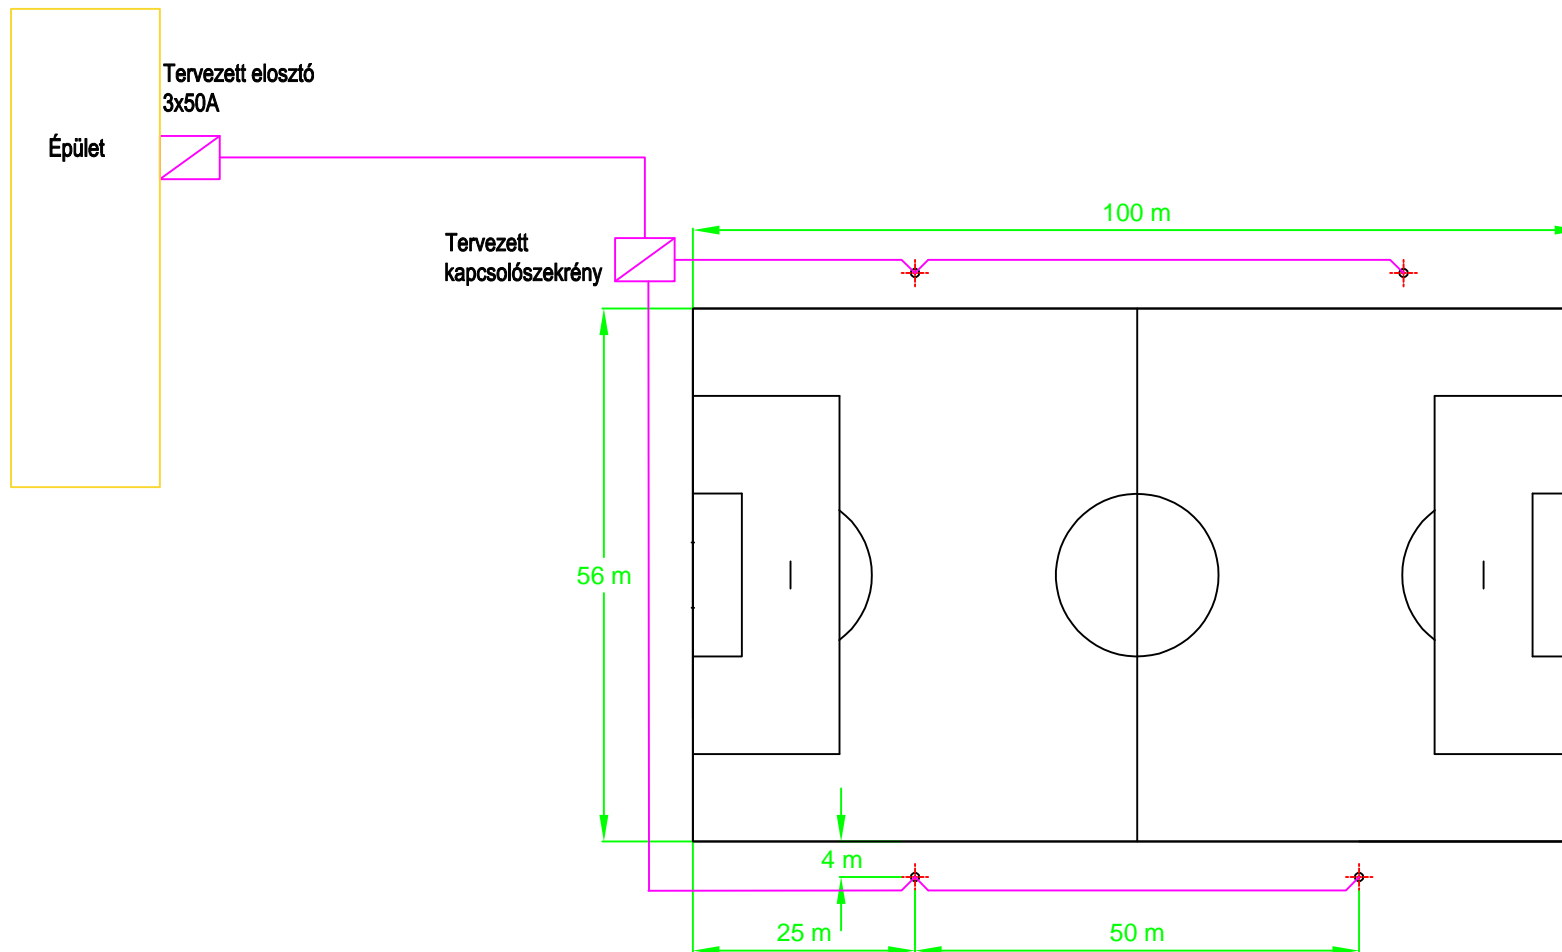 Tervezett elosztó
3x50A
Épület
100 m
Tervezett
kapcsolószekrény
56 m
4 m
25 m
50 m